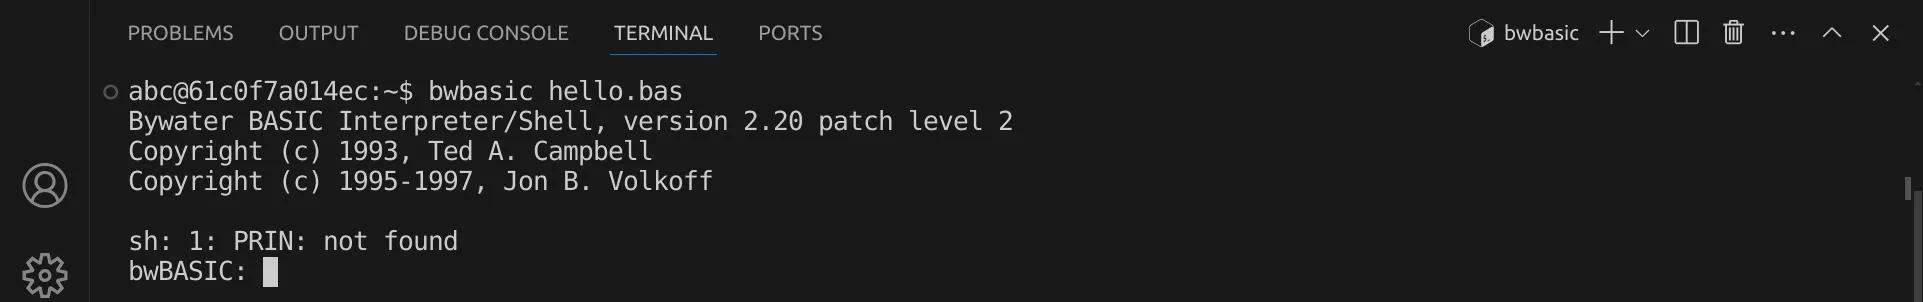 PROBLEMS OUTPUT DEBUG CONSOLE TERMINAL PORTS bwbasic
abc@61c0f7a014ec:~$ bwbasic hello.bas
Bywater BASIC Interpreter/Shell, version 2.20 patch level 2
Copyright (c) 1993, Ted A. Campbell
Copyright (c) 1995-1997, Jon B. Volkoff
sh: 1: PRIN: not found
bwBASIC: